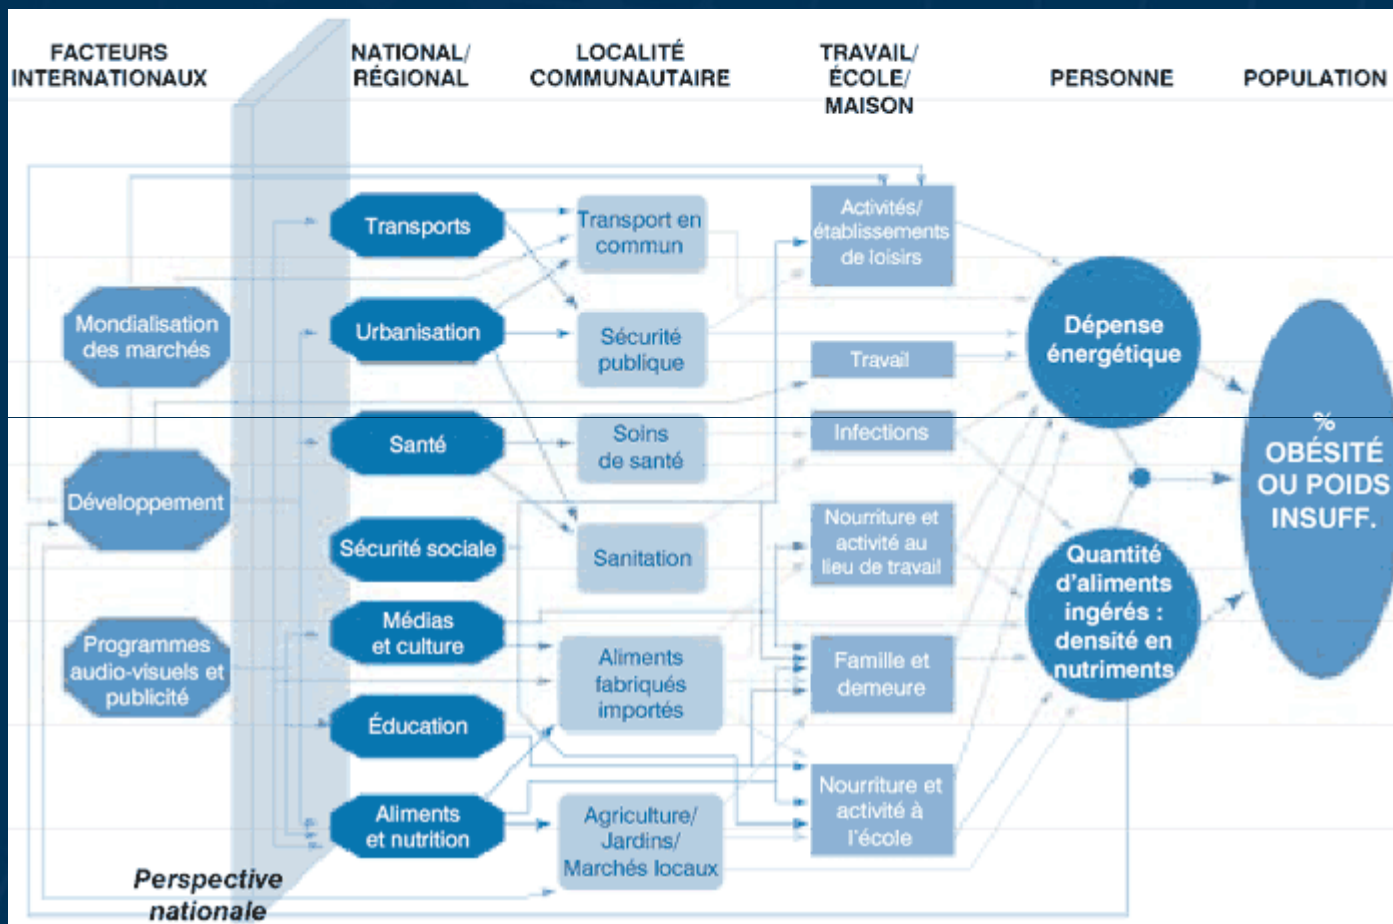 FACTEURS
INTERNATIONAUX
NATIONAL/
RÉGIONAL
LOCALITÉ
COMMUNAUTAIRE
TRAVAIL/
ÉCOLE/
MAISON
PERSONNE
POPULATION
Mondialisation
des marchés
Développement
Programmes
audio-visuels et
publicité
Perspective
nationale
Transports
Urbanisation
Santé
Sécurité sociale
Médias
et culture
Éducation
Aliments
et nutrition
Transport en
commun
Sécurité
publique
Soins
de santé
Sanitation
Aliments
fabriqués
importés
Agriculture/
Jardins/
Marchés locaux
Activités/
établissements
de loisirs
Travail
Infections
Nourriture et
activité au
lieu de travail
Famille et
demeure
Nourriture et
activité à
l'école
Dépense
énergétique
Quantité
d'aliments
ingérés :
densité en
nutriments
%
OBÉSITÉ
OU POIDS
INSUFF.